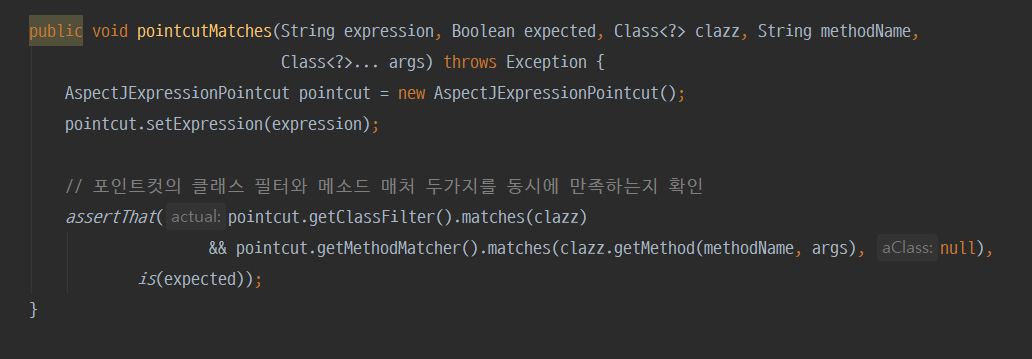 public void pointcutMatches(String expression, Boolean expected, Class<?> clazz, String methodName,
Class<?>... args) throws Exception {
AspectJExpressionPointcut pointcut = new AspectJExpressionPointcut();
pointcut.setExpression(expression);
// 포인트컷의 클래스 필터와 메소드 매처 두가지를 동시에 만족하는지 확인
assertThat( actual: pointcut.getClassFilter().matches(clazz)
&& pointcut.getMethodMatcher().matches(clazz.getMethod(methodName, args), aClass: null),
is(expected));
}